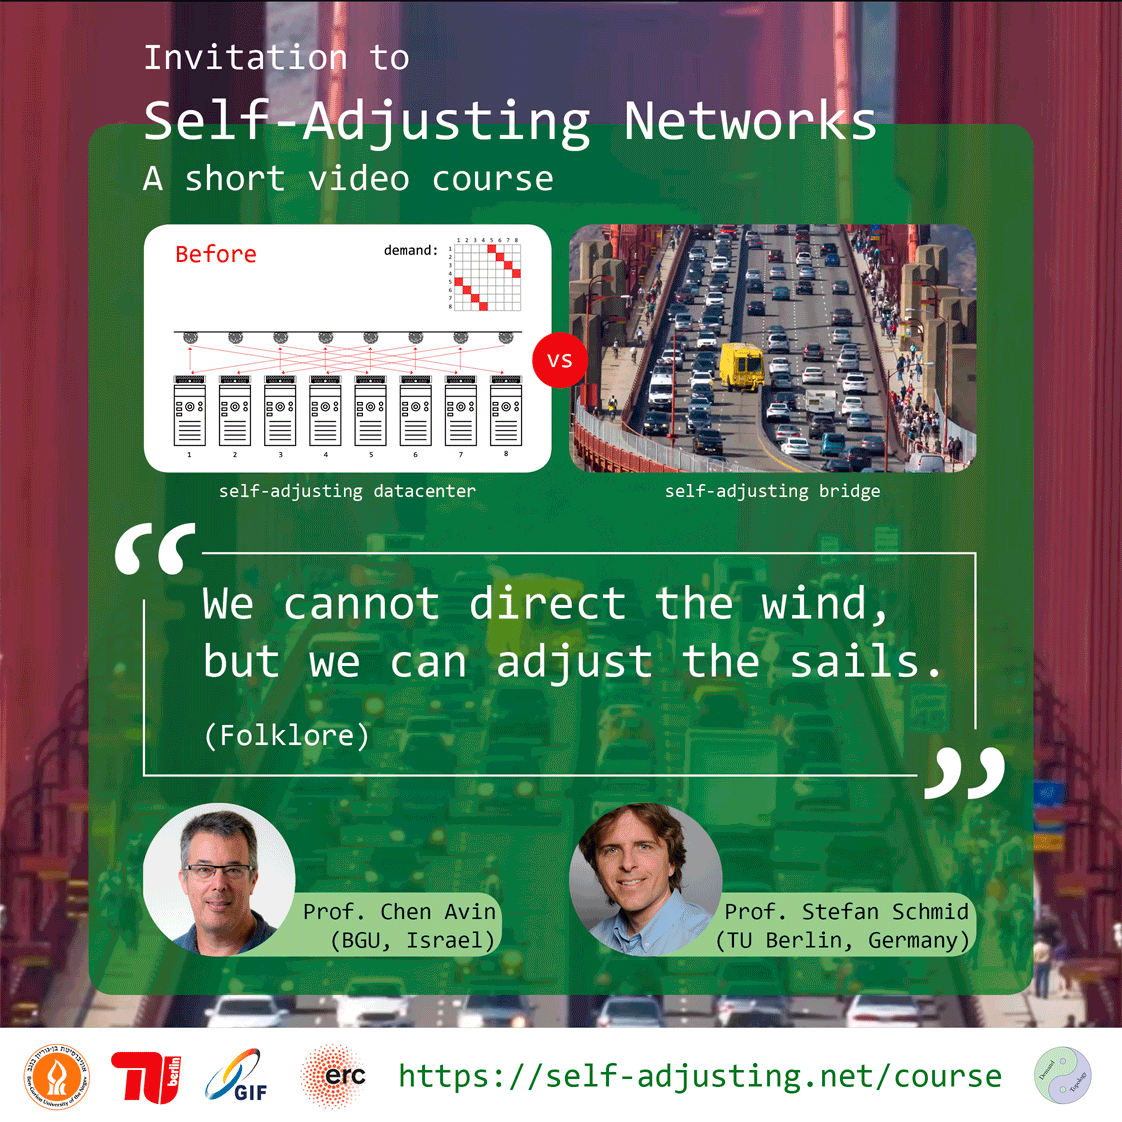 Invitation to
Self-Adjusting Networks
A short video course
Before
demand:
1 2 3 4 5 6 7 8
1
2
3
4
5
6
7
8
vs
1 2 3 4 5 6 7 8
self-adjusting datacenter
self-adjusting bridge
“
We cannot direct the wind,
but we can adjust the sails.
(Folklore)
”
Prof. Chen Avin
(BGU, Israel)
Prof. Stefan Schmid
(TU Berlin, Germany)
אוניברסיטת בן-גוריון בנגב
Ben-Gurion University of the Negev
TU
berlin
GIF
erc
https://self-adjusting.net/course
Demand
Topology